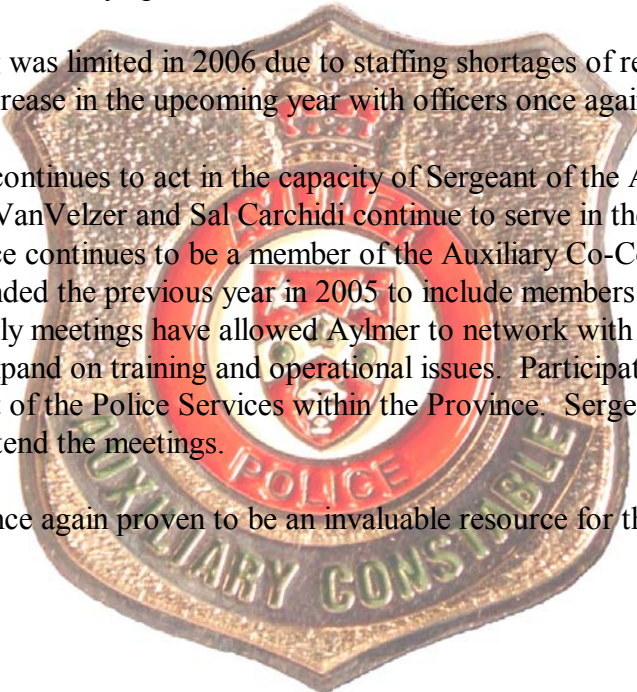 was limited in 2006 due to staffing shortages of re
rease in the upcoming year with officers once agai
continues to act in the capacity of Sergeant of the A
VanVelzer and Sal Carchidi continue to serve in the
ce continues to be a member of the Auxiliary Co-Co
nded the previous year in 2005 to include members
ly meetings have allowed Aylmer to network with
pand on training and operational issues. Participat
t of the Police Services within the Province. Serge
tend the meetings.
nce again proven to be an invaluable resource for th
AYLMER
POLICE
AUXILIARY CONSTABLE